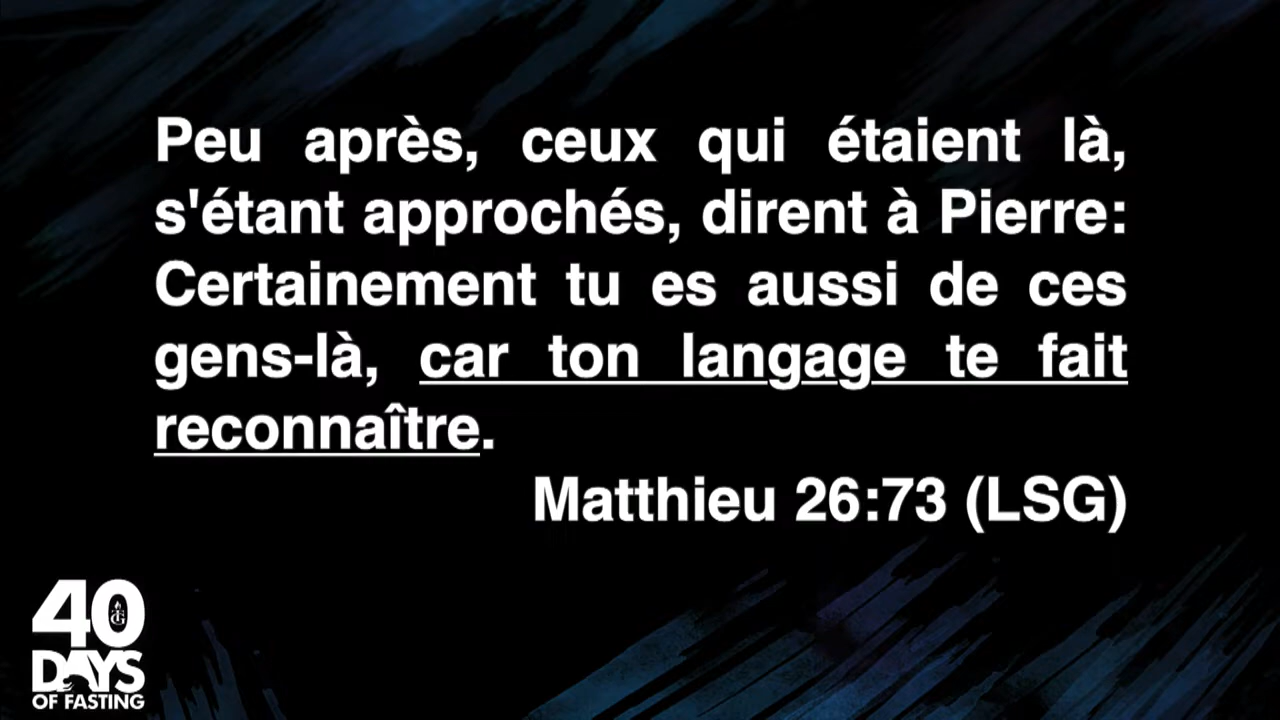 Peu après, ceux qui étaient là,
s'étant approchés, dirent à Pierre:
Certainement tu es aussi de ces
gens-là, car ton langage te fait
reconnaître.
Matthieu 26:73 (LSG)
40
DAYS
OF FASTING